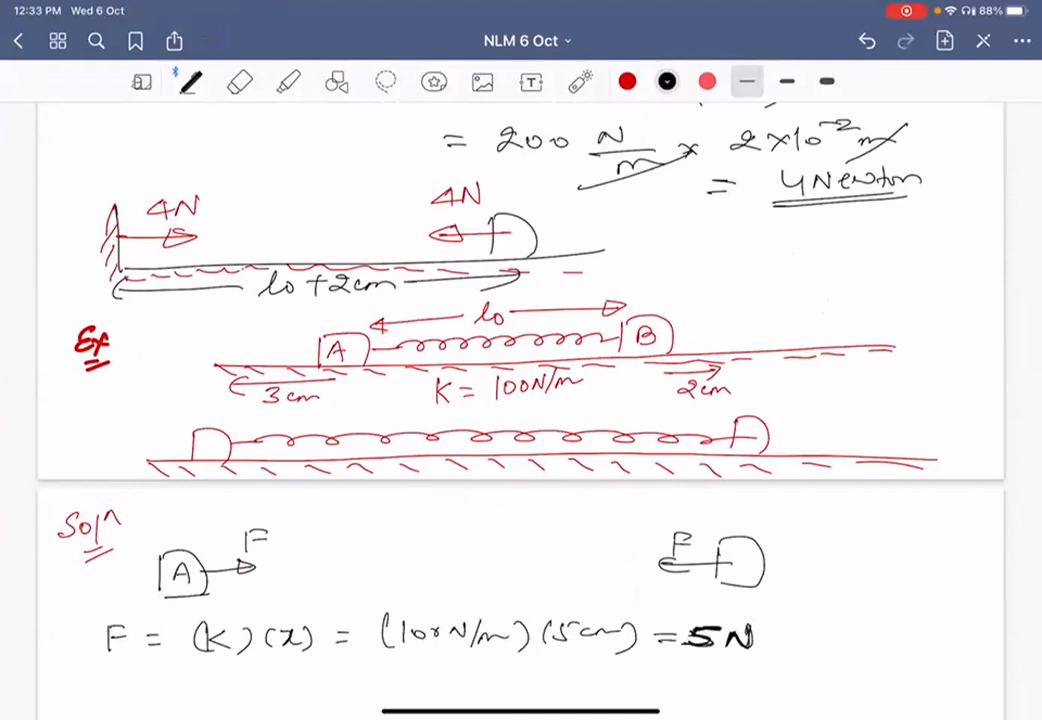 12:33 PM Wed 6 Oct 88%
NLM 6 Oct
= 200 N/m × 2×10⁻² m
= 4 Newton
4N 4N
l₀ + 2cm
Ex
l₀
A B
3cm K = 100N/m 2cm
Solⁿ
A F F
F = (K)(x) = (100N/m)(5cm) = 5N